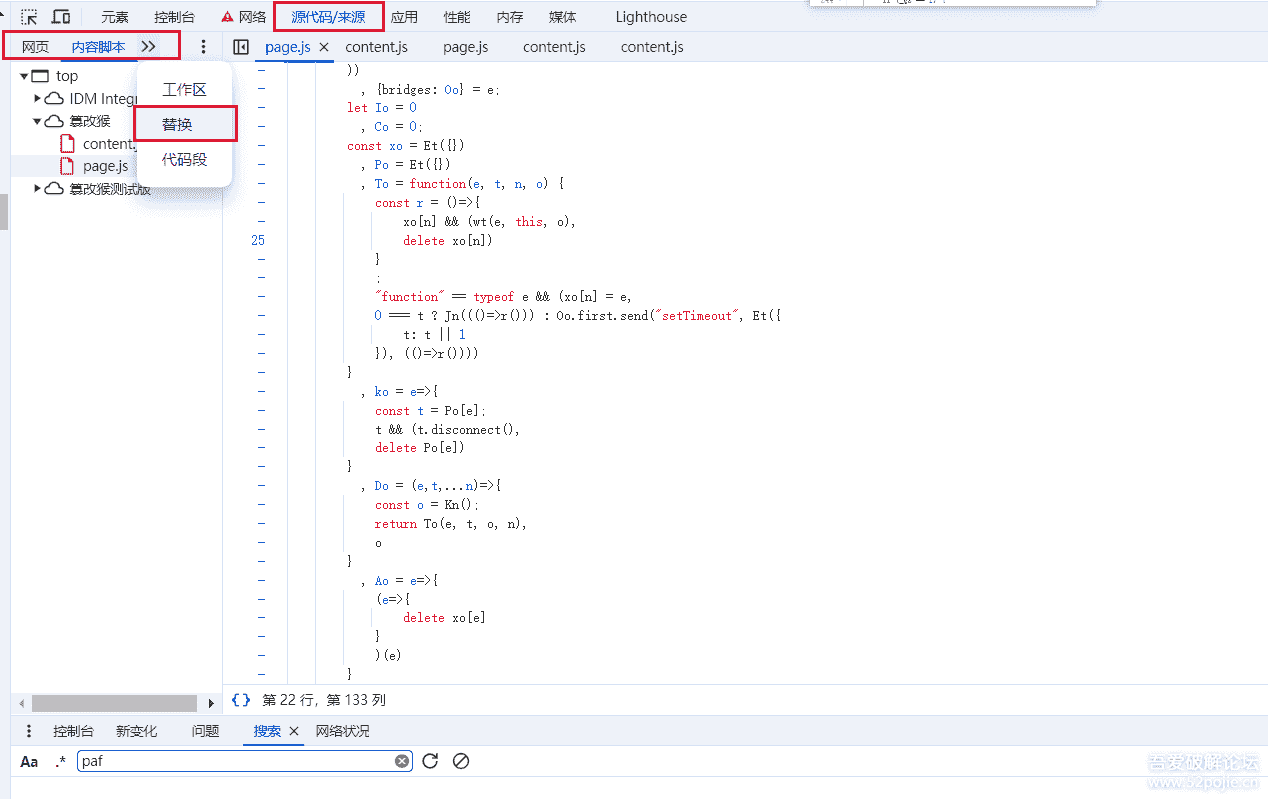 元素 控制台 网络 源代码/来源 应用 性能 内存 媒体 Lighthouse
网页 内容脚本 page.js content.js page.js content.js content.js
top
IDM Integr
篡改猴
content.
page.js
篡改猴测试版
工作区
替换
代码段
))
, {bridges: Oo} = e;
let Io = 0
, Co = 0;
const xo = Et({})
, Po = Et({})
, To = function(e, t, n, o) {
const r = ()=>{
xo[n] && (wt(e, this, o),
25 delete xo[n])
}
;
"function" == typeof e && (xo[n] = e,
0 === t ? Jn((()=>r())) : Oo.first.send("setTimeout", Et({
t: t || 1
}), (()=>r())))
}
, ko = e=>{
const t = Po[e];
t && (t.disconnect(),
delete Po[e])
}
, Do = (e,t,...n)=>{
const o = Kn();
return To(e, t, o, n),
o
}
, Ao = e=>{
(e=>{
delete xo[e]
}
)(e)
}
{} 第 22 行，第 133 列
控制台 新变化 问题 搜索 网络状况
Aa .* paf
吾爱破解论坛
www.52pojie.cn